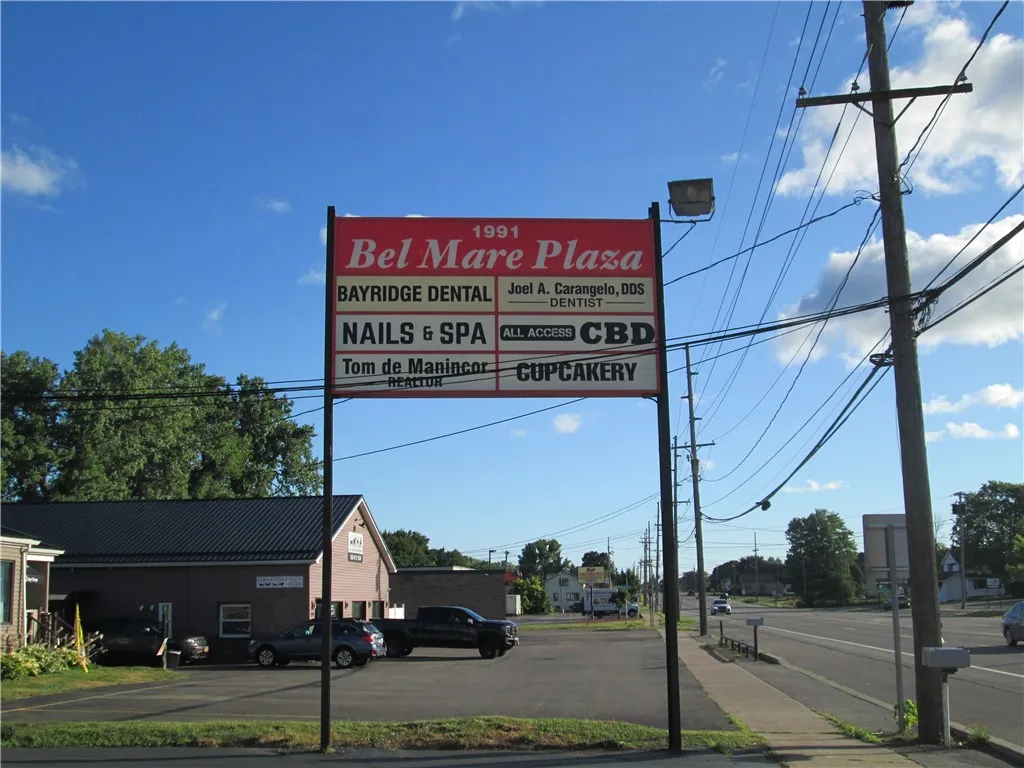 1991
Bel Mare Plaza
BAYRIDGE DENTAL
Joel A. Carangelo, DDS
DENTIST
NAILS & SPA
ALL ACCESS CBD
Tom de Manincor
REALTOR
CUPCAKERY